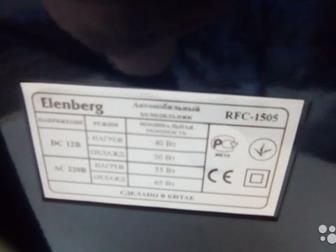 Elenberg
Автомобильный
холодильник
RFC-1505
НАПРЯЖЕНИЕ
РЕЖИМ
НОМИНАЛЬНАЯ
МОЩНОСТЬ
DC 12В
НАГРЕВ
40 Вт
ОХЛАЖД
50 Вт
AC 220В
НАГРЕВ
55 Вт
ОХЛАЖД
65 Вт
СДЕЛАНО В КИТАЕ
CE